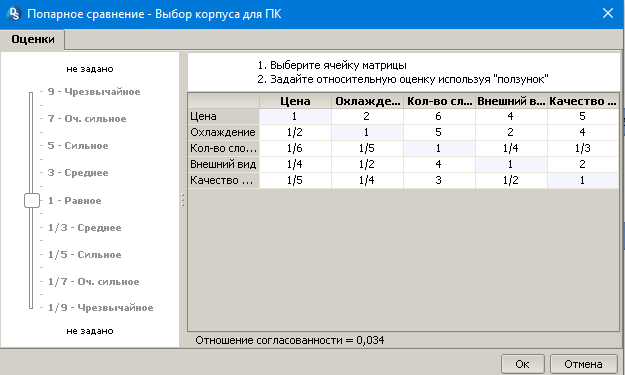 DS Попарное сравнение - Выбор корпуса для ПК
Оценки
не задано
9 - Чрезвычайное
7 - Оч. сильное
5 - Сильное
3 - Среднее
1 - Равное
1/3 - Среднее
1/5 - Сильное
1/7 - Оч. сильное
1/9 - Чрезвычайное
не задано
1. Выберите ячейку матрицы
2. Задайте относительную оценку используя "ползунок"
Цена Охлажде... Кол-во сло... Внешний в... Качество ...
Цена 1 2 6 4 5
Охлаждение 1/2 1 5 2 4
Кол-во сло... 1/6 1/5 1 1/4 1/3
Внешний вид 1/4 1/2 4 1 2
Качество ... 1/5 1/4 3 1/2 1
Отношение согласованности = 0,034
Ок Отмена